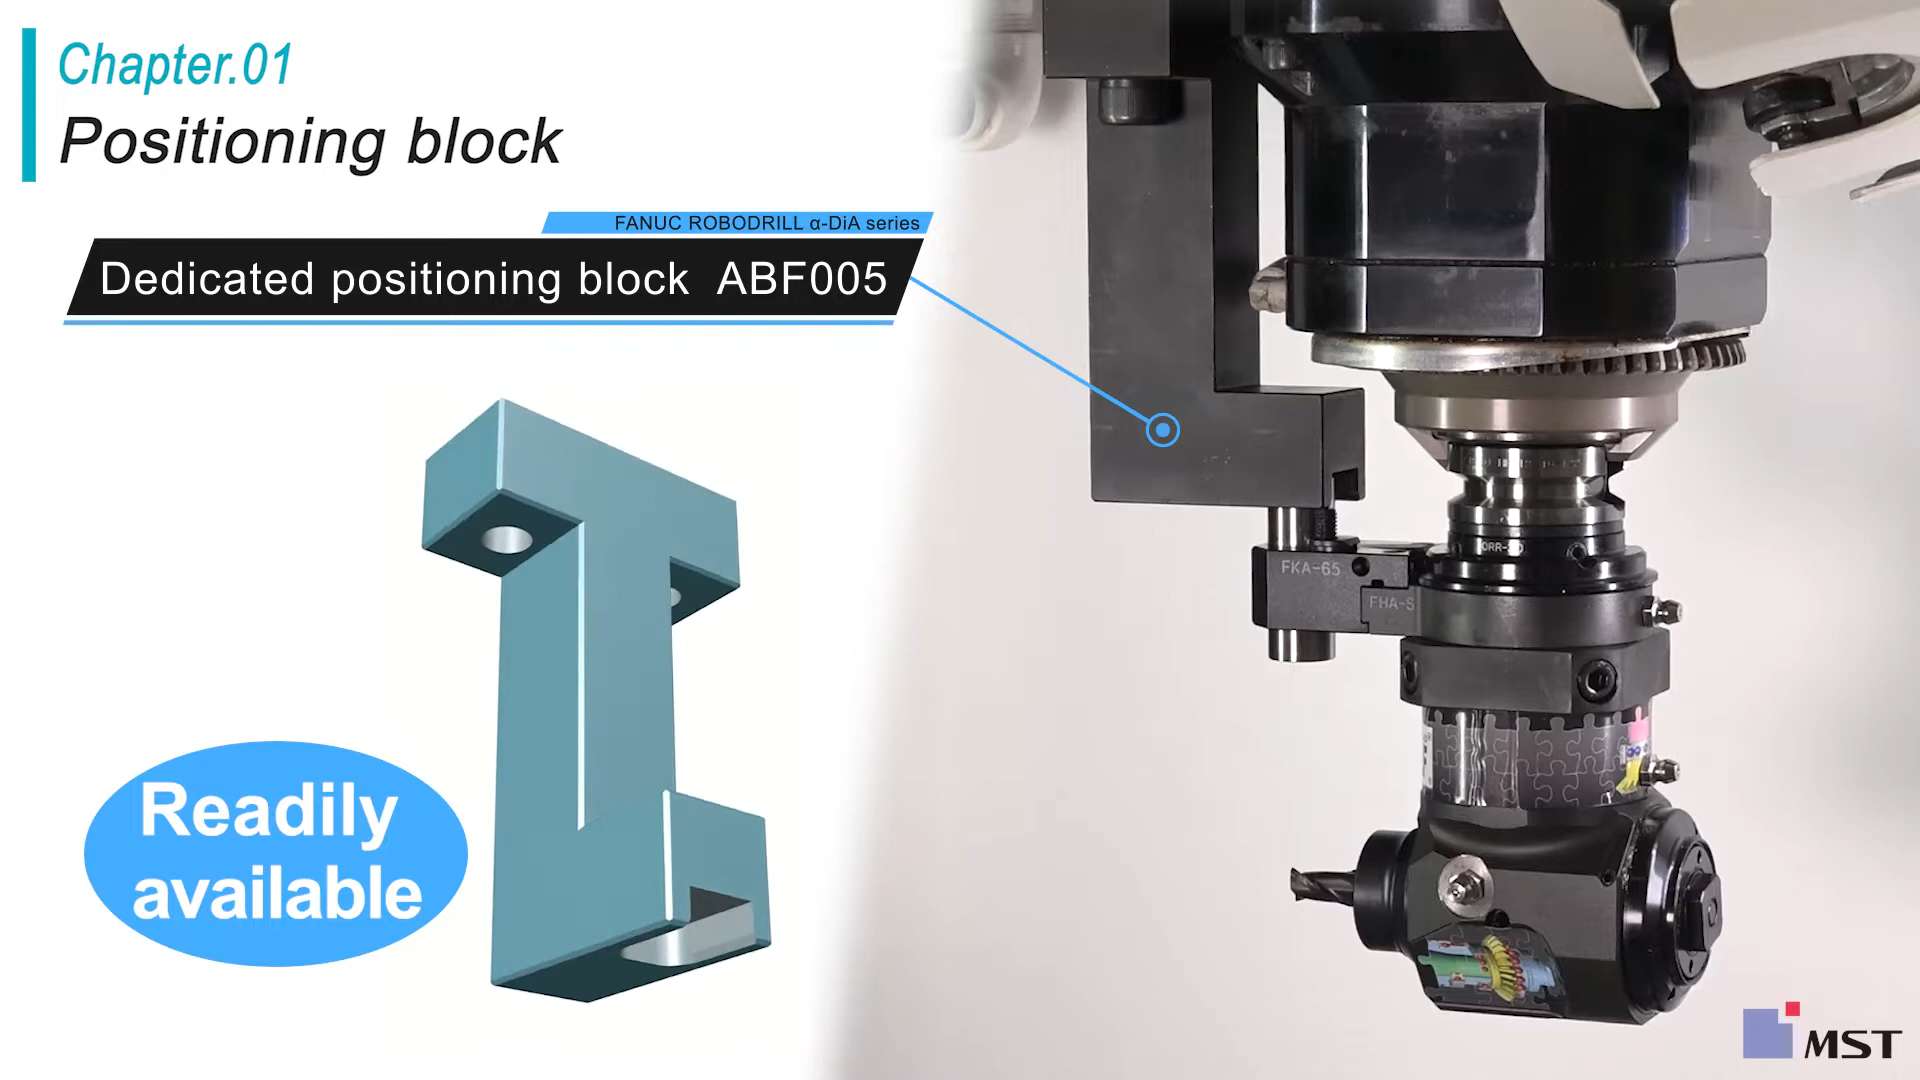 Chapter.01
Positioning block
FANUC ROBODRILL α-DiA series
Dedicated positioning block ABF005
Readily
available
FKA-65
FHA-S
MST